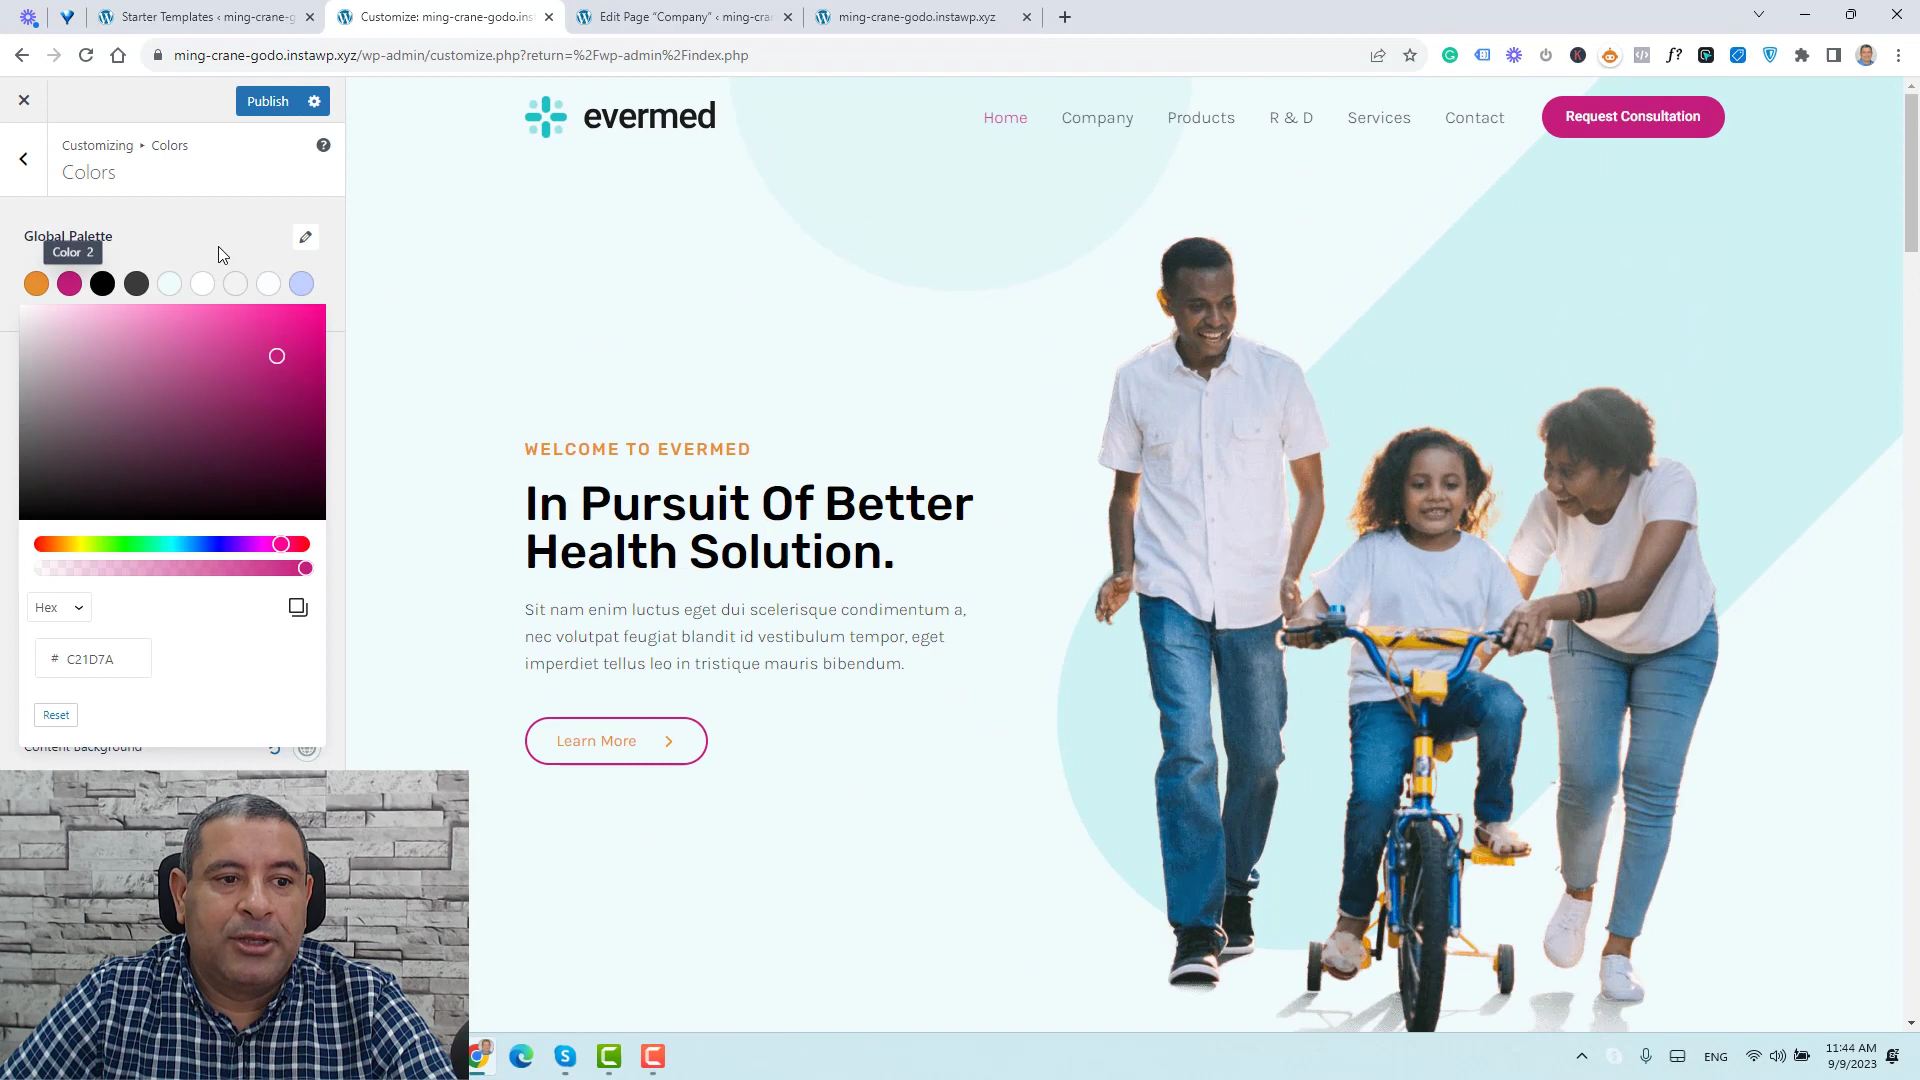 Starter Templates ‹ ming-crane-g
Customize: ming-crane-godo.inst
Edit Page “Company” ‹ ming-cra
ming-crane-godo.instawp.xyz
ming-crane-godo.instawp.xyz/wp-admin/customize.php?return=%2Fwp-admin%2Findex.php
Publish
Customizing ▸ Colors
Colors
Global Palette
Color 2
Hex
# C21D7A
Reset
Content Background
evermed
Home Company Products R & D Services Contact Request Consultation
WELCOME TO EVERMED
In Pursuit Of Better
Health Solution.
Sit nam enim luctus eget dui scelerisque condimentum a,
nec volutpat feugiat blandit id vestibulum tempor, eget
imperdiet tellus leo in tristique mauris bibendum.
Learn More
ENG
11:44 AM
9/9/2023